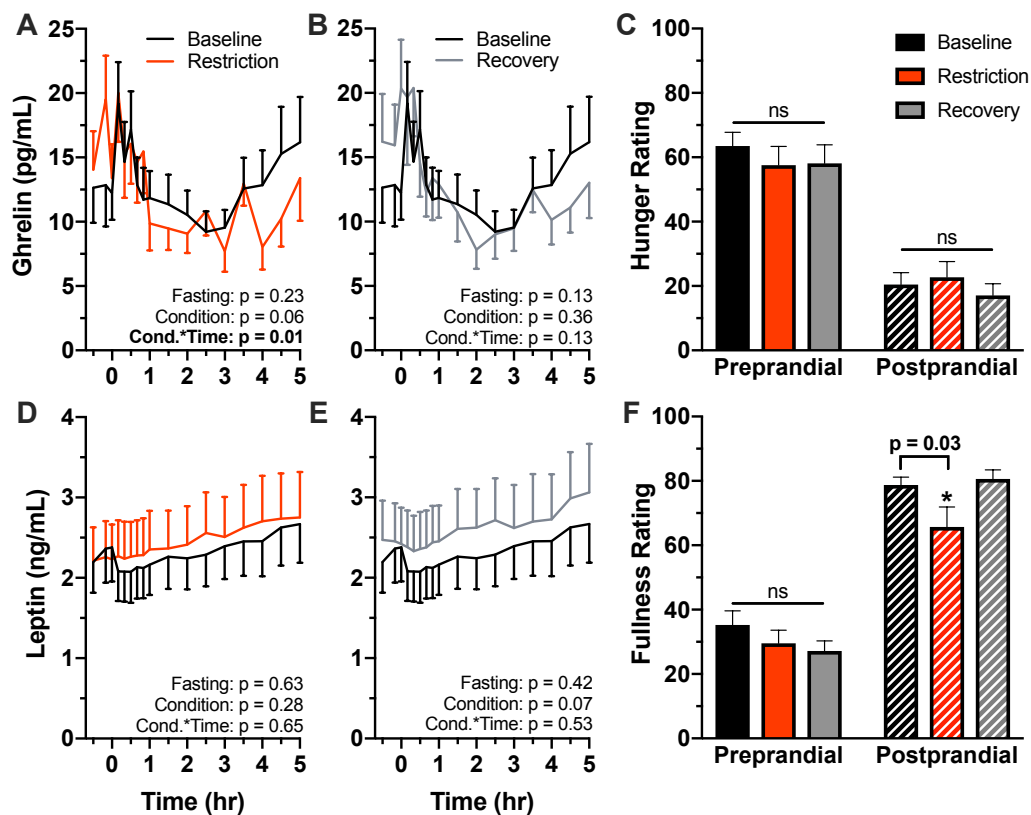 A
25
20
15
10
5
0
Ghrelin (pg/mL)
Baseline
Restriction
Fasting: p = 0.23
Condition: p = 0.06
Cond.*Time: p = 0.01
0 1 2 3 4 5
B
25
20
15
10
5
0
Baseline
Recovery
Fasting: p = 0.13
Condition: p = 0.36
Cond.*Time: p = 0.13
0 1 2 3 4 5
C
100
80
60
40
20
0
Hunger Rating
Baseline
Restriction
Recovery
ns
ns
Preprandial Postprandial
D
4
3
2
1
0
Leptin (ng/mL)
Fasting: p = 0.63
Condition: p = 0.28
Cond.*Time: p = 0.65
0 1 2 3 4 5
Time (hr)
E
4
3
2
1
0
Fasting: p = 0.42
Condition: p = 0.07
Cond.*Time: p = 0.53
0 1 2 3 4 5
Time (hr)
F
100
80
60
40
20
0
Fullness Rating
p = 0.03
*
ns
Preprandial Postprandial